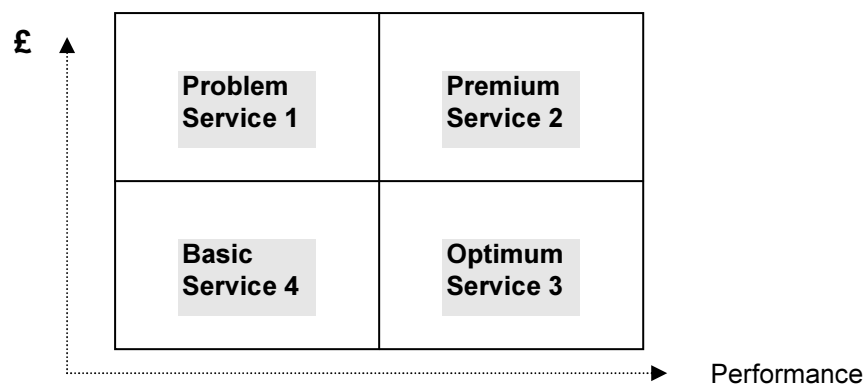 £
Problem
Service 1
Premium
Service 2
Basic
Service 4
Optimum
Service 3
Performance